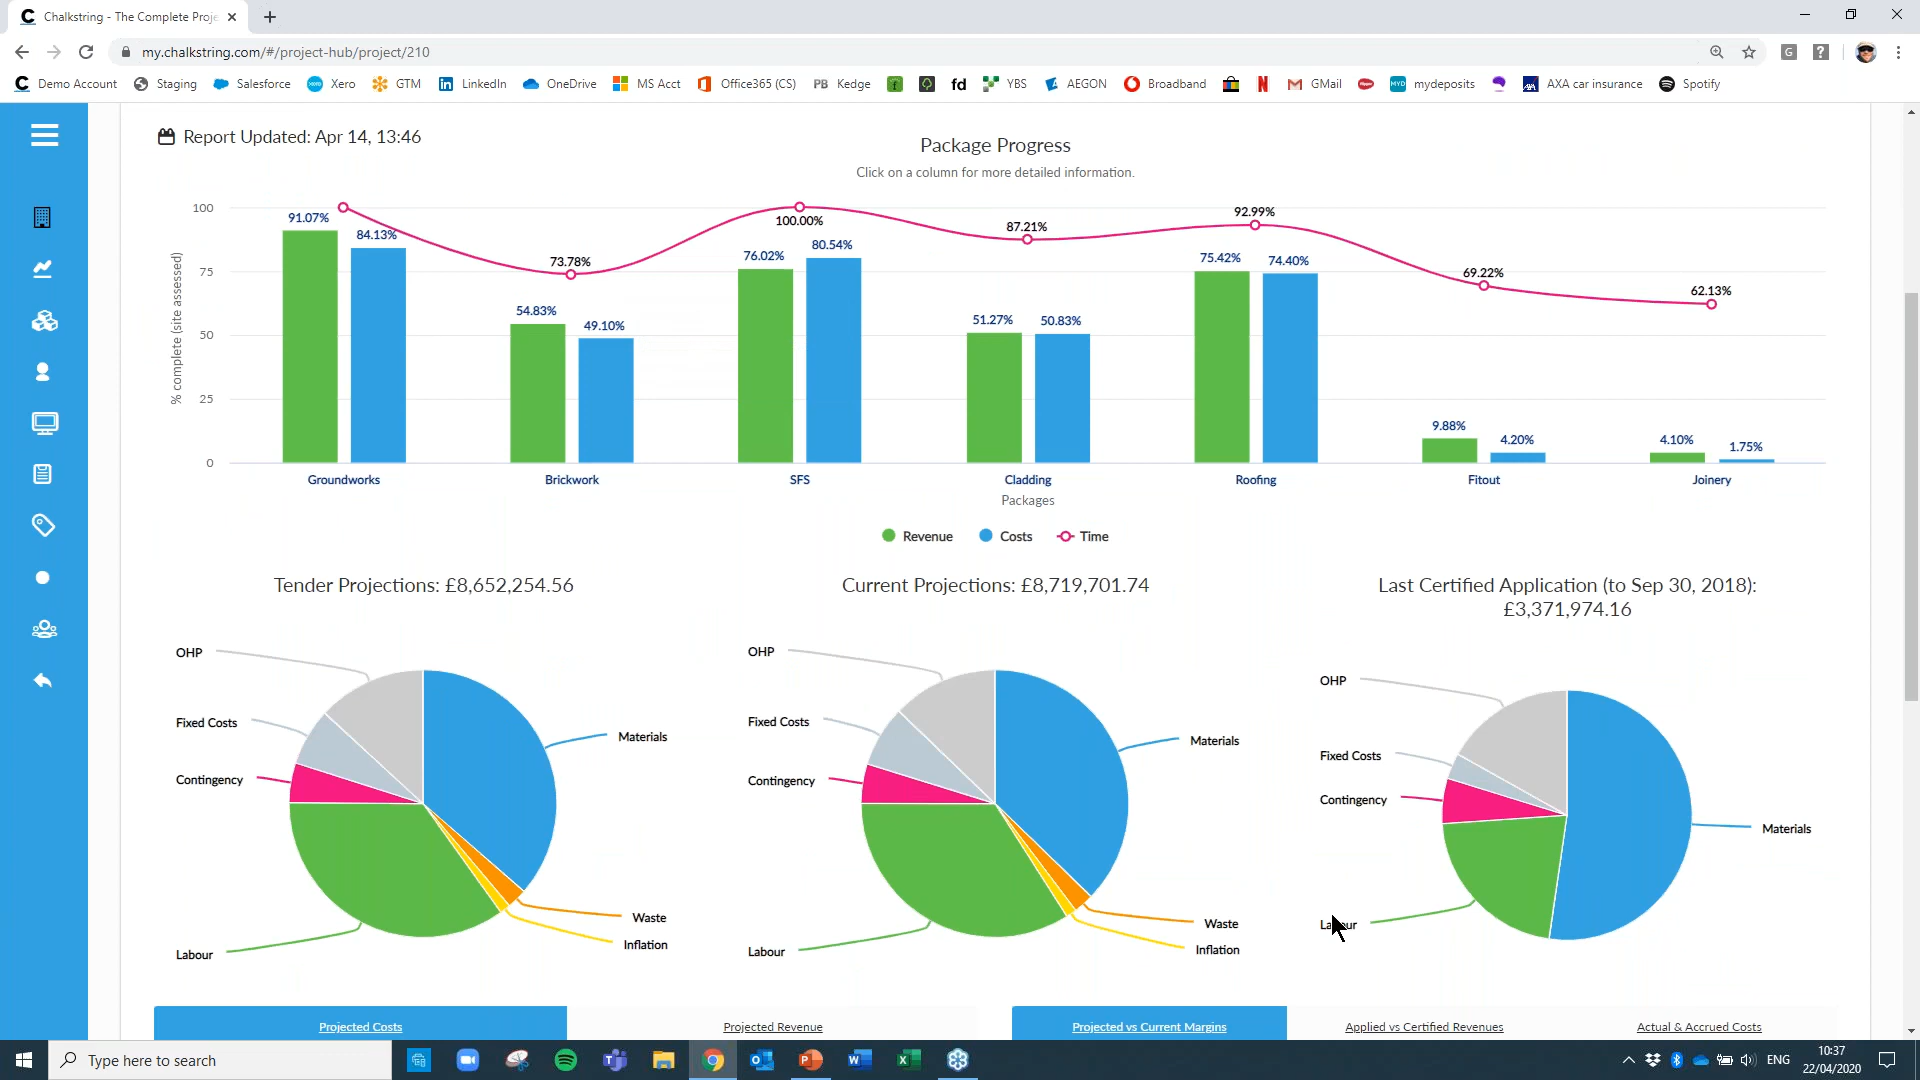 Chalkstring - The Complete Proje
my.chalkstring.com/#/project-hub/project/210
Demo Account Staging Salesforce Xero GTM LinkedIn OneDrive MS Acct Office365 (CS) PB Kedge fd YBS AEGON Broadband N GMail MYD mydeposits AXA car insurance Spotify
Report Updated: Apr 14, 13:46
Package Progress
Click on a column for more detailed information.
% complete (site assessed)
100
75
50
25
0
91.07% 84.13%
73.78%
54.83% 49.10%
100.00%
76.02% 80.54%
87.21%
51.27% 50.83%
92.99%
75.42% 74.40%
69.22%
9.88% 4.20%
62.13%
4.10% 1.75%
Groundworks Brickwork SFS Cladding Roofing Fitout Joinery
Packages
Revenue Costs Time
Tender Projections: £8,652,254.56
OHP
Fixed Costs
Contingency
Labour
Materials
Waste
Inflation
Current Projections: £8,719,701.74
OHP
Fixed Costs
Contingency
Labour
Materials
Waste
Inflation
Last Certified Application (to Sep 30, 2018):
£3,371,974.16
OHP
Fixed Costs
Contingency
Materials
Projected Costs Projected Revenue Projected vs Current Margins Applied vs Certified Revenues Actual & Accrued Costs
Type here to search
ENG
10:37
22/04/2020